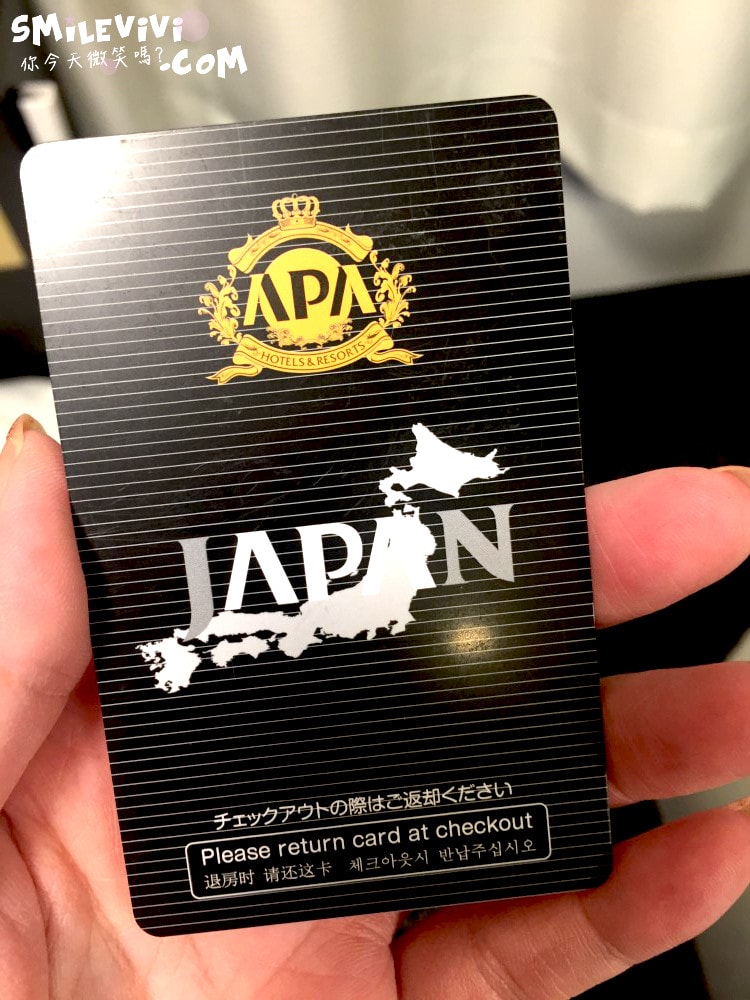 SMILEVIVI
你今天微笑嗎?.COM
APA
HOTELS & RESORTS
JAPAN
チェックアウトの際はご返却ください
Please return card at checkout
退房时 请还这卡 체크아웃시 반납주십시오